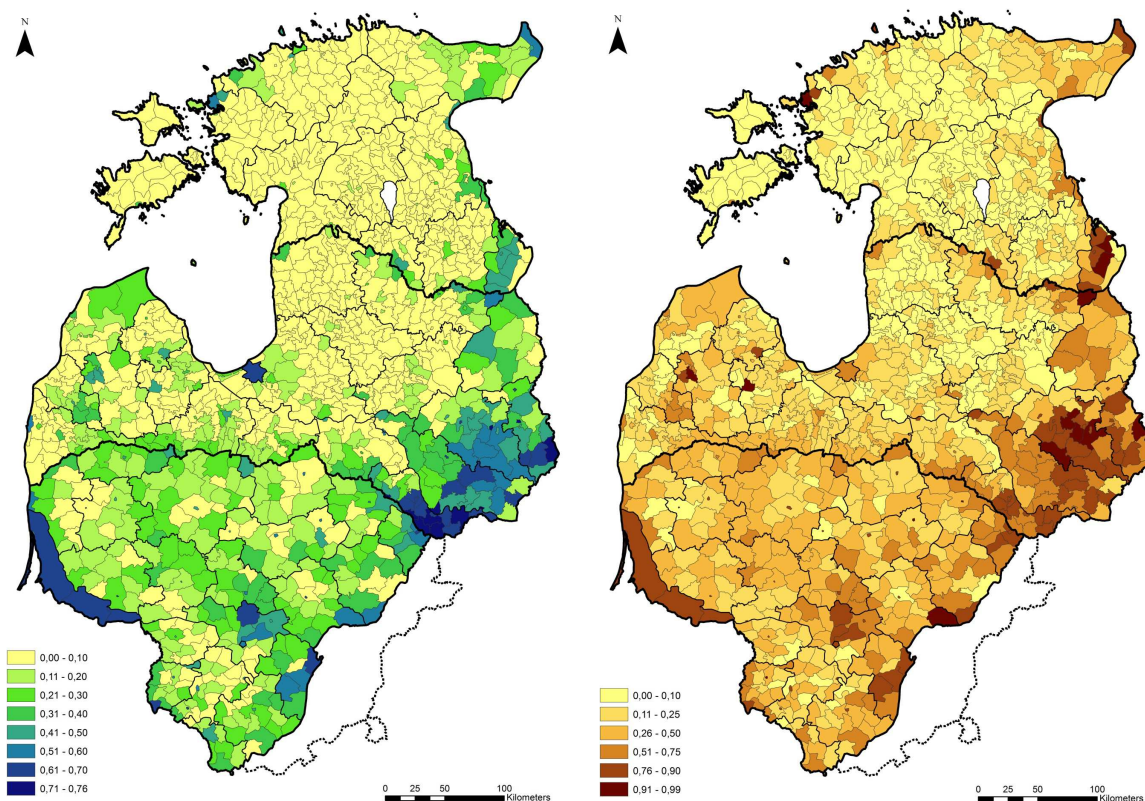 N
0,00 - 0,10
0,11 - 0,20
0,21 - 0,30
0,31 - 0,40
0,41 - 0,50
0,51 - 0,60
0,61 - 0,70
0,71 - 0,76
0 25 50 100
Kilometers
N
0,00 - 0,10
0,11 - 0,25
0,26 - 0,50
0,51 - 0,75
0,76 - 0,90
0,91 - 0,99
0 25 50 100
Kilometers